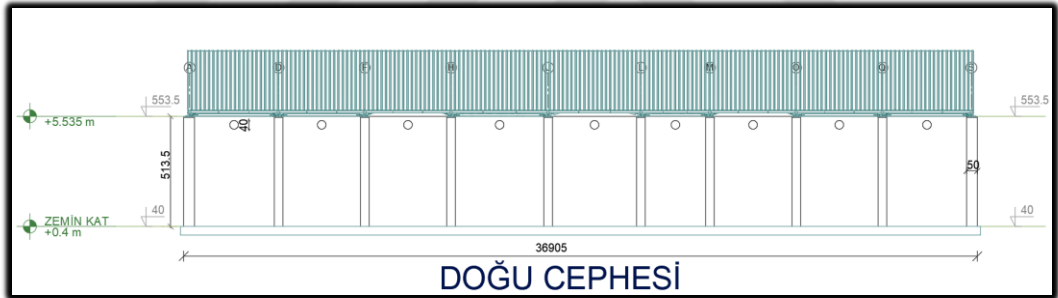 A D F H L M O Q S
553.5 553.5
+5.535 m
40
513.5
50
40 40
ZEMİN KAT
+0.4 m
36905
DOĞU CEPHESİ